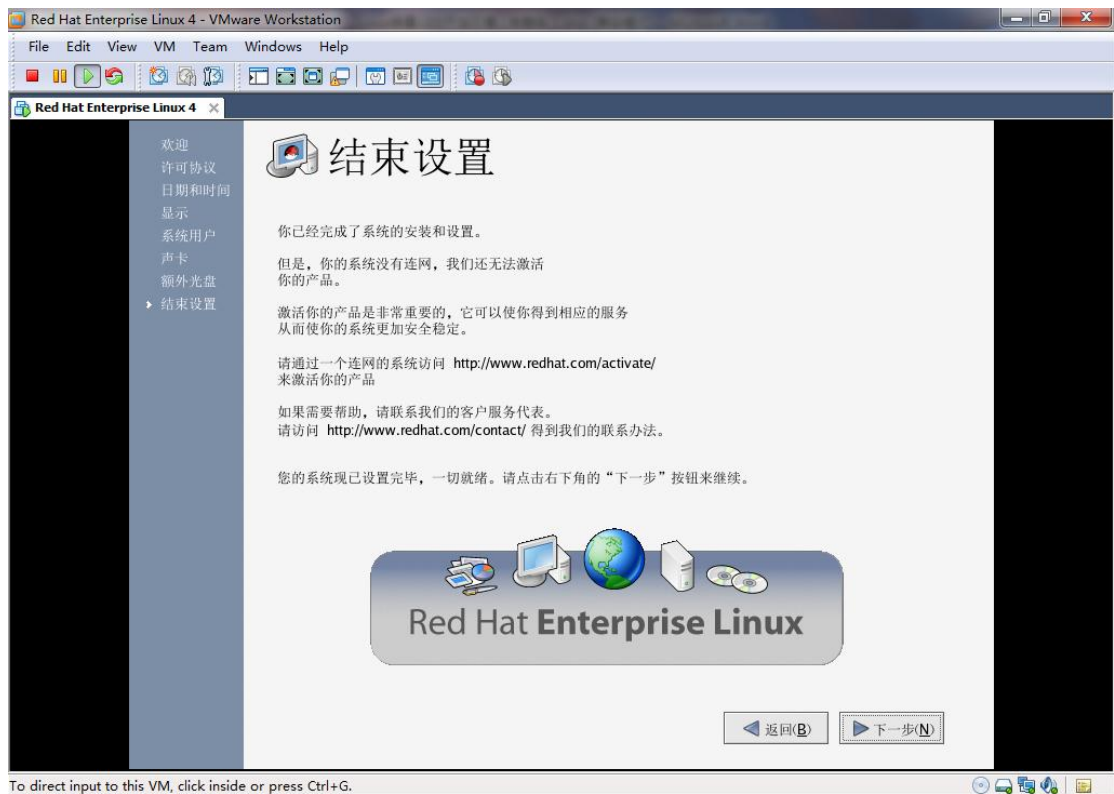 Red Hat Enterprise Linux 4 - VMware Workstation
File Edit View VM Team Windows Help
Red Hat Enterprise Linux 4
欢迎
许可协议
日期和时间
显示
系统用户
声卡
额外光盘
结束设置
结束设置
你已经完成了系统的安装和设置。
但是，你的系统没有连网，我们还无法激活
你的产品。
激活你的产品是非常重要的，它可以使你得到相应的服务
从而使你的系统更加安全稳定。
请通过一个连网的系统访问 http://www.redhat.com/activate/
来激活你的产品
如果需要帮助，请联系我们的客户服务代表。
请访问 http://www.redhat.com/contact/ 得到我们的联系办法。
您的系统现已设置完毕，一切就绪。请点击右下角的“下一步”按钮来继续。
Red Hat Enterprise Linux
返回(B)
下一步(N)
To direct input to this VM, click inside or press Ctrl+G.